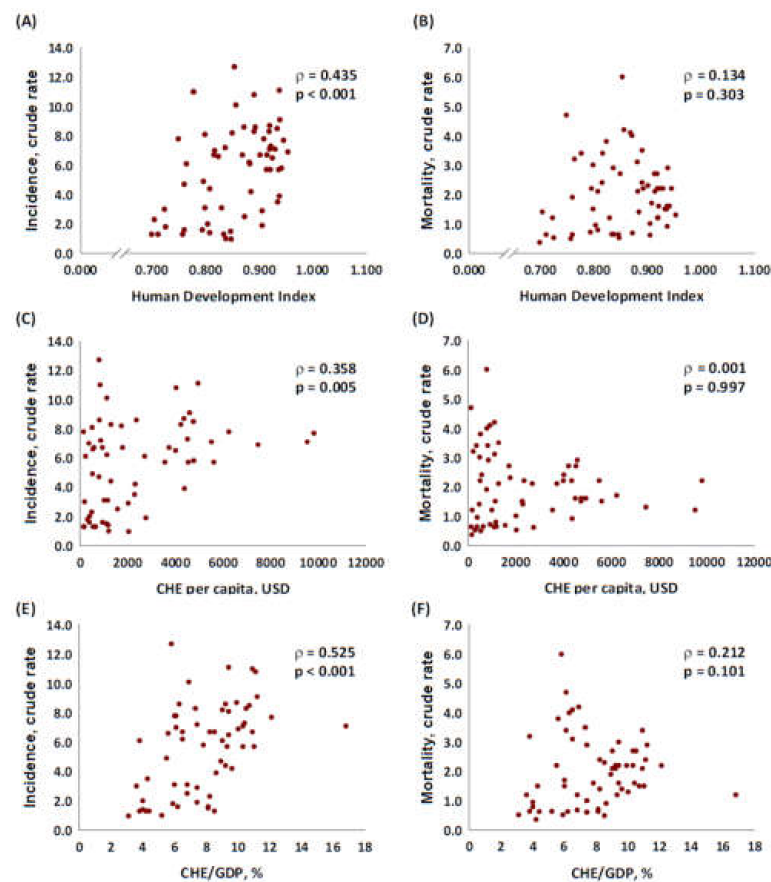 (A)
14.0
12.0
10.0
8.0
6.0
4.0
2.0
0.0
Incidence, crude rate
ρ = 0.435
p < 0.001
0.000 0.700 0.800 0.900 1.000 1.100
Human Development Index
(B)
7.0
6.0
5.0
4.0
3.0
2.0
1.0
0.0
Mortality, crude rate
ρ = 0.134
p = 0.303
0.000 0.700 0.800 0.900 1.000 1.100
Human Development Index
(C)
14.0
12.0
10.0
8.0
6.0
4.0
2.0
0.0
Incidence, crude rate
ρ = 0.358
p = 0.005
0 2000 4000 6000 8000 10000 12000
CHE per capita, USD
(D)
7.0
6.0
5.0
4.0
3.0
2.0
1.0
0.0
Mortality, crude rate
ρ = 0.001
p = 0.997
0 2000 4000 6000 8000 10000 12000
CHE per capita, USD
(E)
14.0
12.0
10.0
8.0
6.0
4.0
2.0
0.0
Incidence, crude rate
ρ = 0.525
p < 0.001
0 2 4 6 8 10 12 14 16 18
CHE/GDP, %
(F)
7.0
6.0
5.0
4.0
3.0
2.0
1.0
0.0
Mortality, crude rate
ρ = 0.212
p = 0.101
0 2 4 6 8 10 12 14 16 18
CHE/GDP, %